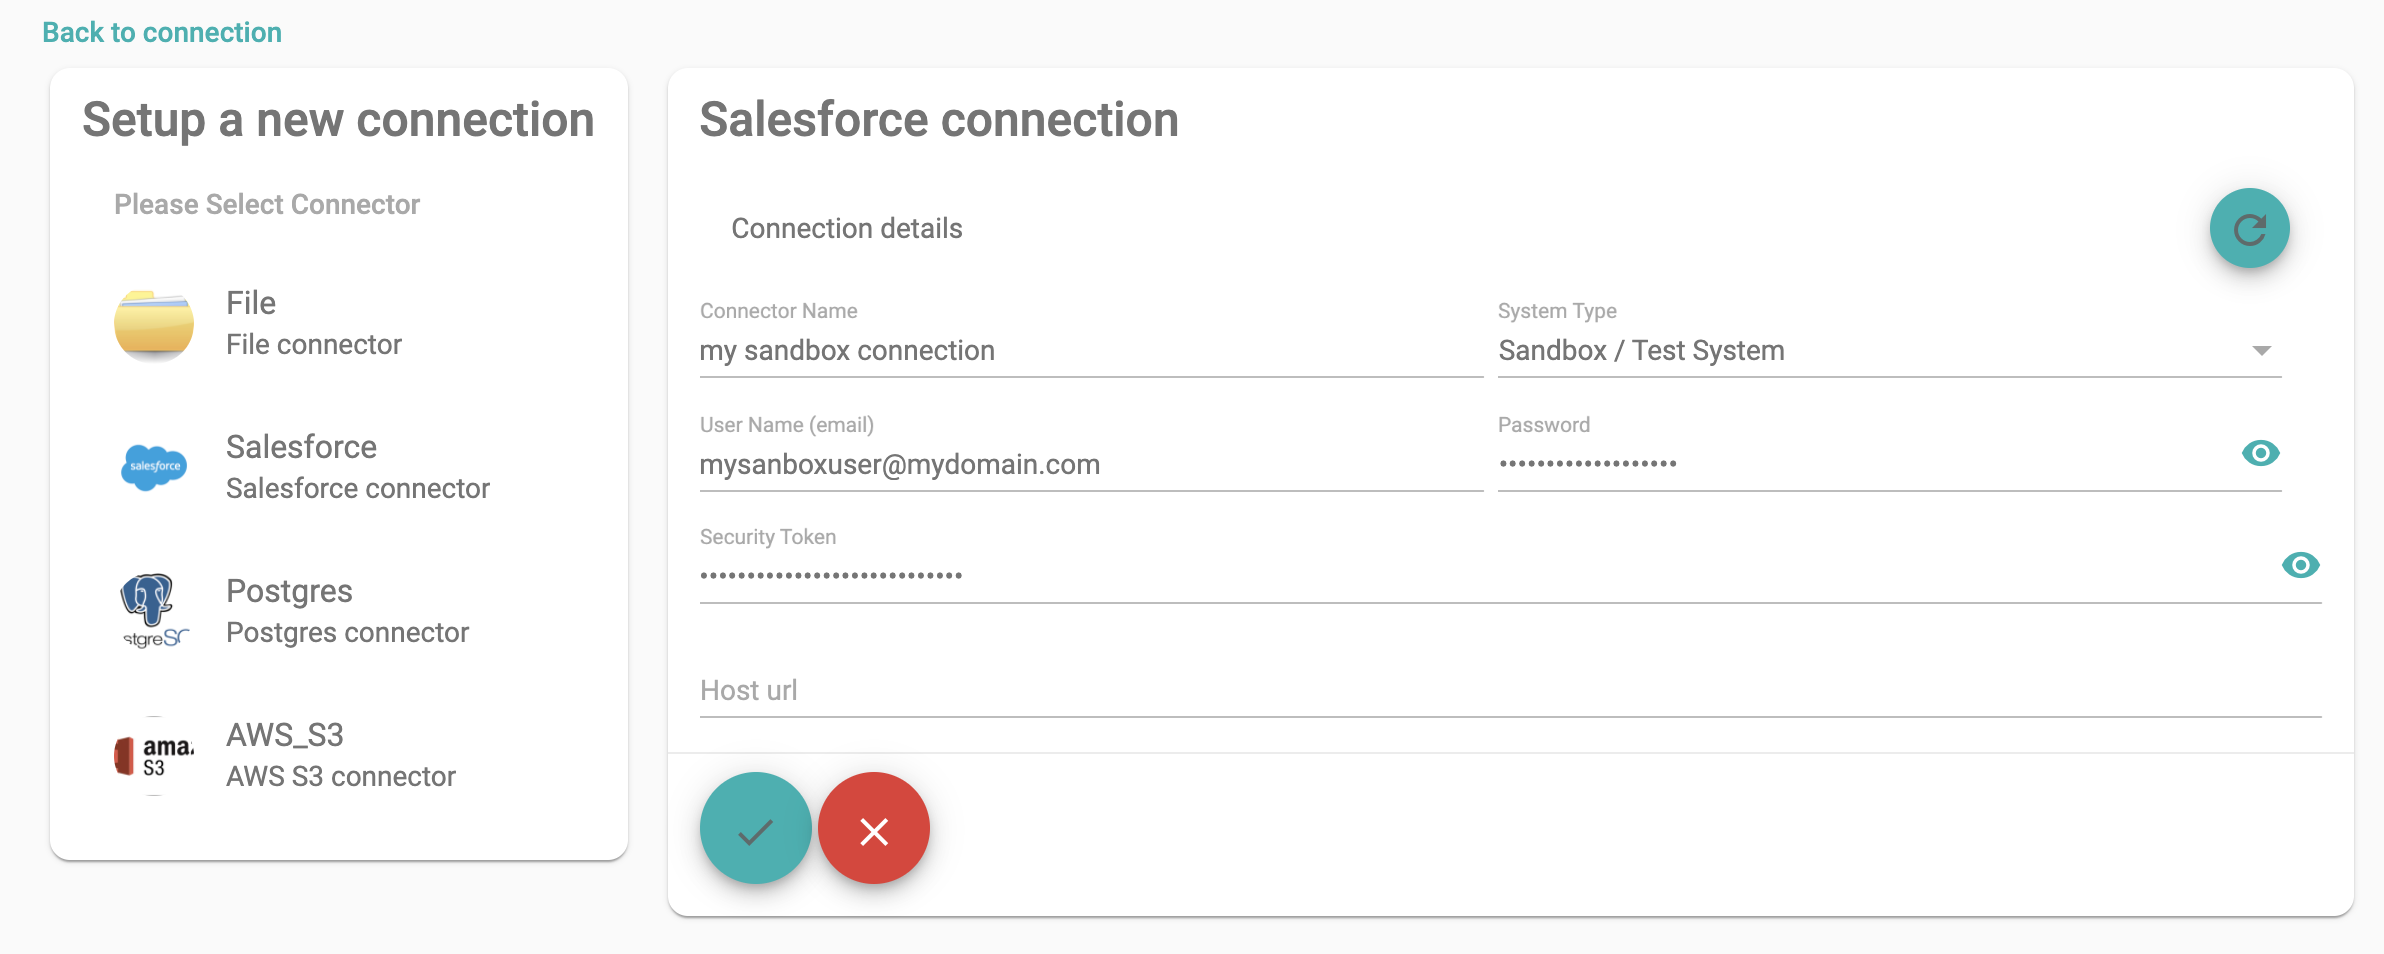 Back to connection
Setup a new connection
Please Select Connector
File
File connector
salesforce
Salesforce
Salesforce connector
stgreSC
Postgres
Postgres connector
ama
S3
AWS_S3
AWS S3 connector
Salesforce connection
Connection details
Connector Name
my sandbox connection
System Type
Sandbox / Test System
User Name (email)
mysanboxuser@mydomain.com
Password
•••••••••••••••••••
Security Token
••••••••••••••••••••••••••••
Host url